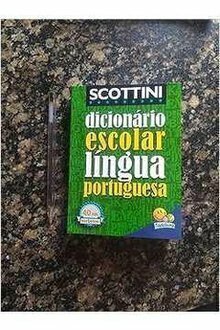 SCOTTINI
dicionário
escolar
língua
portuguesa